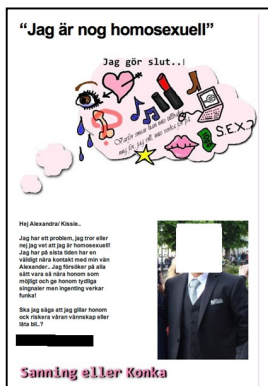 “Jag är nog homosexuell”
Jag gör slut..!
S.E.X.?
Hej Alexandra/ Kissie..
Jag har ett problem, jag tror eller
nej jag vet att jag är homosexuell!
Jag har på sista tiden har en
väldigt nära kontakt med min vän
Alexander.. Jag försöker på alla
sätt vara så nära honom som
möjligt och ge honom tydliga
singnaler men ingenting verkar
funka!
Ska jag säga att jag gillar honom
ock riskera våran vännskap eller
låta bli..?
Sanning eller Konka